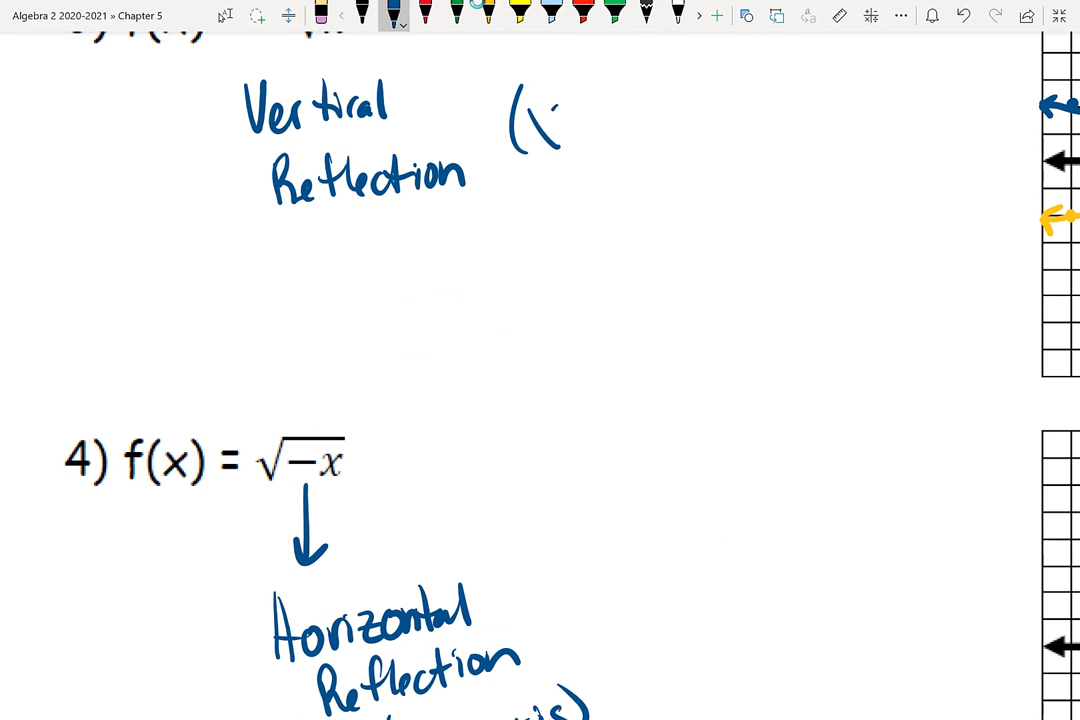 Algebra 2 2020-2021 » Chapter 5
Vertical
Reflection
4) f(x) = √−x
Horizontal
Reflection